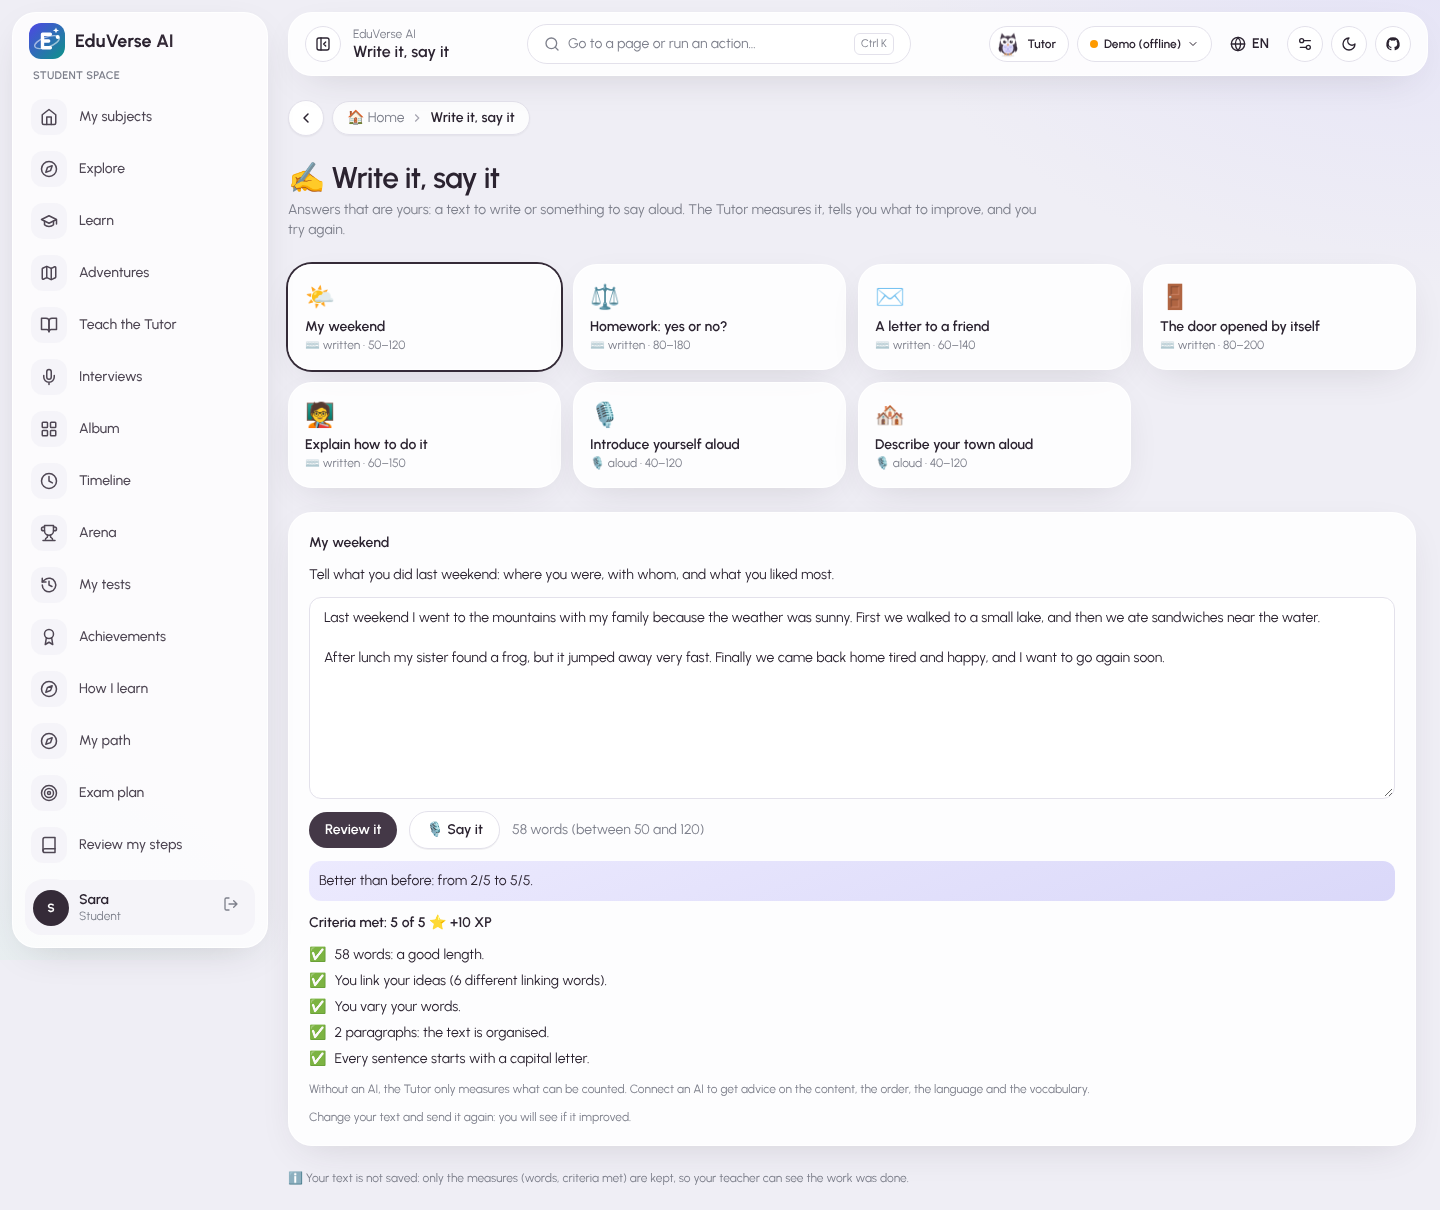 EduVerse AI
STUDENT SPACE
My subjects
Explore
Learn
Adventures
Teach the Tutor
Interviews
Album
Timeline
Arena
My tests
Achievements
How I learn
My path
Exam plan
Review my steps
S
Sara
Student
EduVerse AI
Write it, say it
Go to a page or run an action...
Ctrl K
Tutor
Demo (offline)
EN
Home > Write it, say it
Write it, say it
Answers that are yours: a text to write or something to say aloud. The Tutor measures it, tells you what to improve, and you
try again.
My weekend
written · 50–120
Homework: yes or no?
written · 80–180
A letter to a friend
written · 60–140
The door opened by itself
written · 80–200
Explain how to do it
written · 60–150
Introduce yourself aloud
aloud · 40–120
Describe your town aloud
aloud · 40–120
My weekend
Tell what you did last weekend: where you were, with whom, and what you liked most.
Last weekend I went to the mountains with my family because the weather was sunny. First we walked to a small lake, and then we ate sandwiches near the water.
After lunch my sister found a frog, but it jumped away very fast. Finally we came back home tired and happy, and I want to go again soon.
Review it
Say it
58 words (between 50 and 120)
Better than before: from 2/5 to 5/5.
Criteria met: 5 of 5 ⭐ +10 XP
✅ 58 words: a good length.
✅ You link your ideas (6 different linking words).
✅ You vary your words.
✅ 2 paragraphs: the text is organised.
✅ Every sentence starts with a capital letter.
Without an AI, the Tutor only measures what can be counted. Connect an AI to get advice on the content, the order, the language and the vocabulary.
Change your text and send it again: you will see if it improved.
ℹ️ Your text is not saved: only the measures (words, criteria met) are kept, so your teacher can see the work was done.